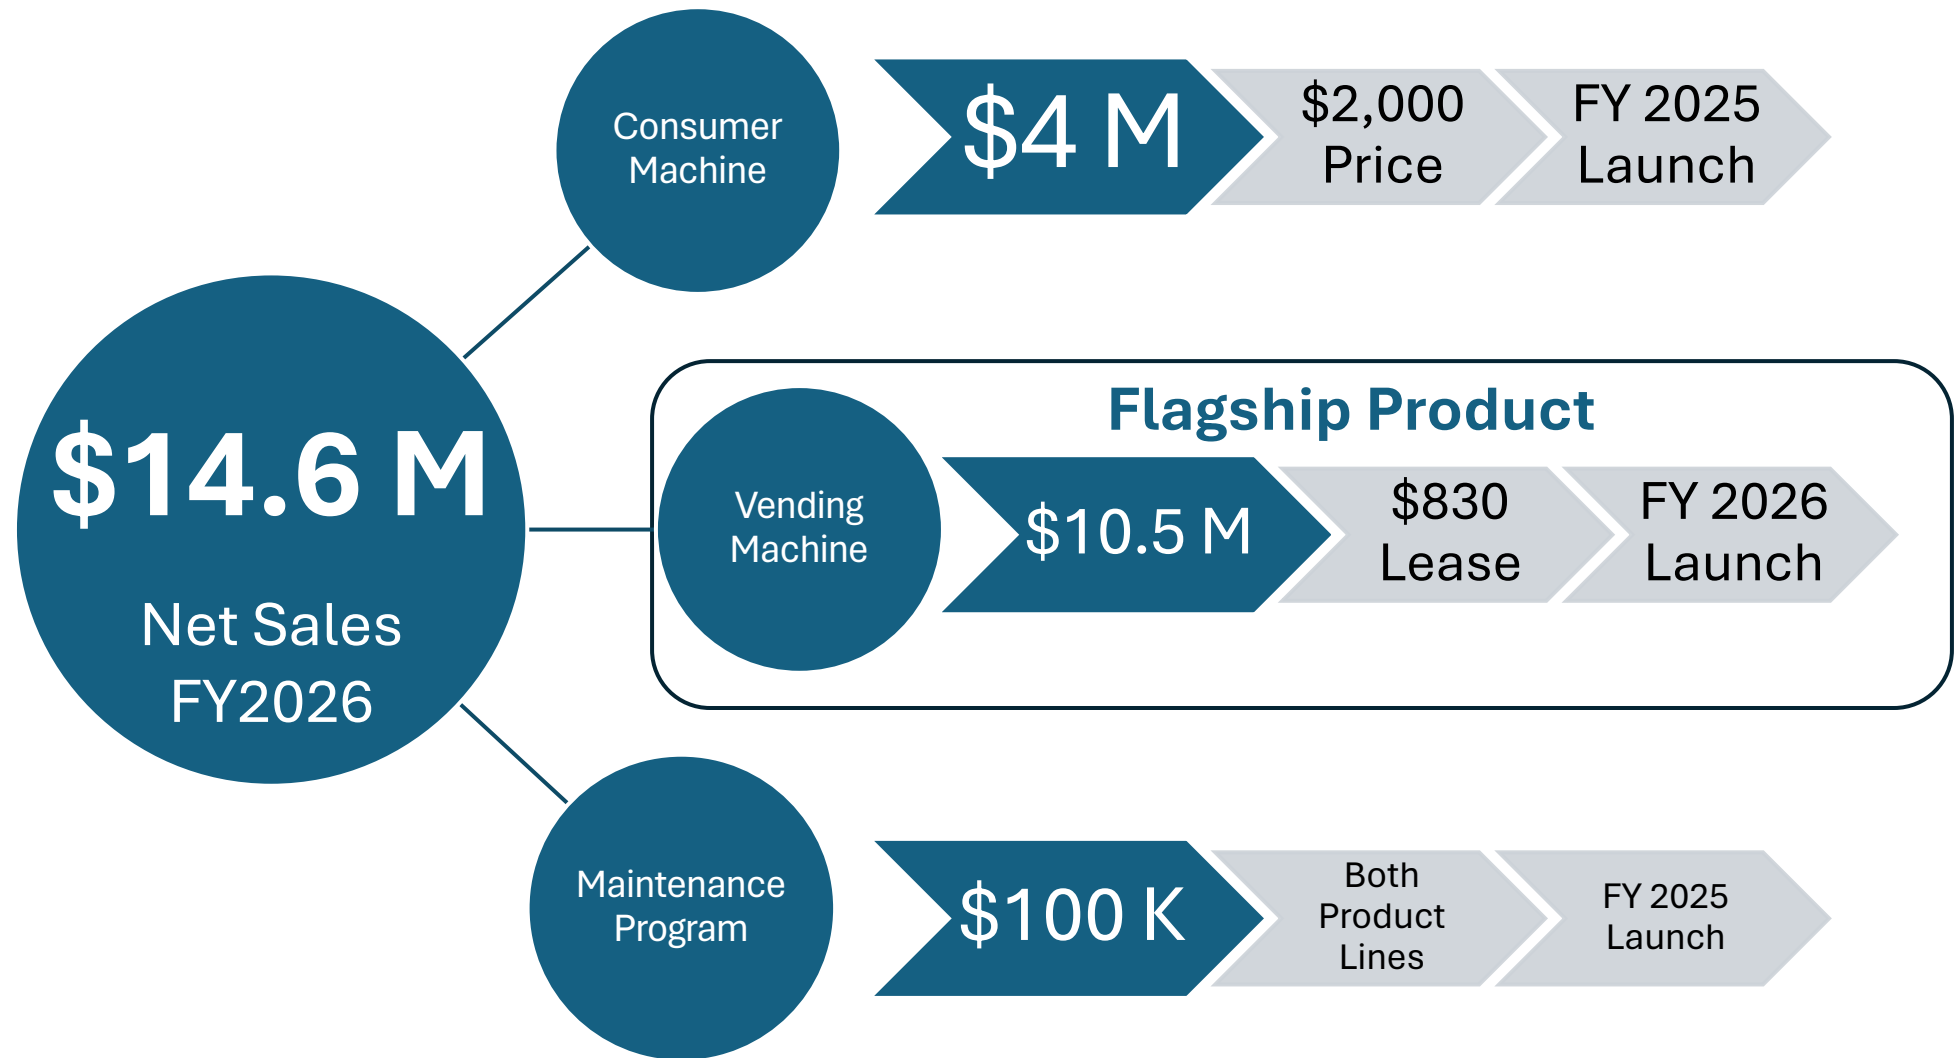 $14.6 M
Net Sales
FY2026
Consumer
Machine
$4 M
$2,000
Price
FY 2025
Launch
Flagship Product
Vending
Machine
$10.5 M
$830
Lease
FY 2026
Launch
Maintenance
Program
$100 K
Both
Product
Lines
FY 2025
Launch